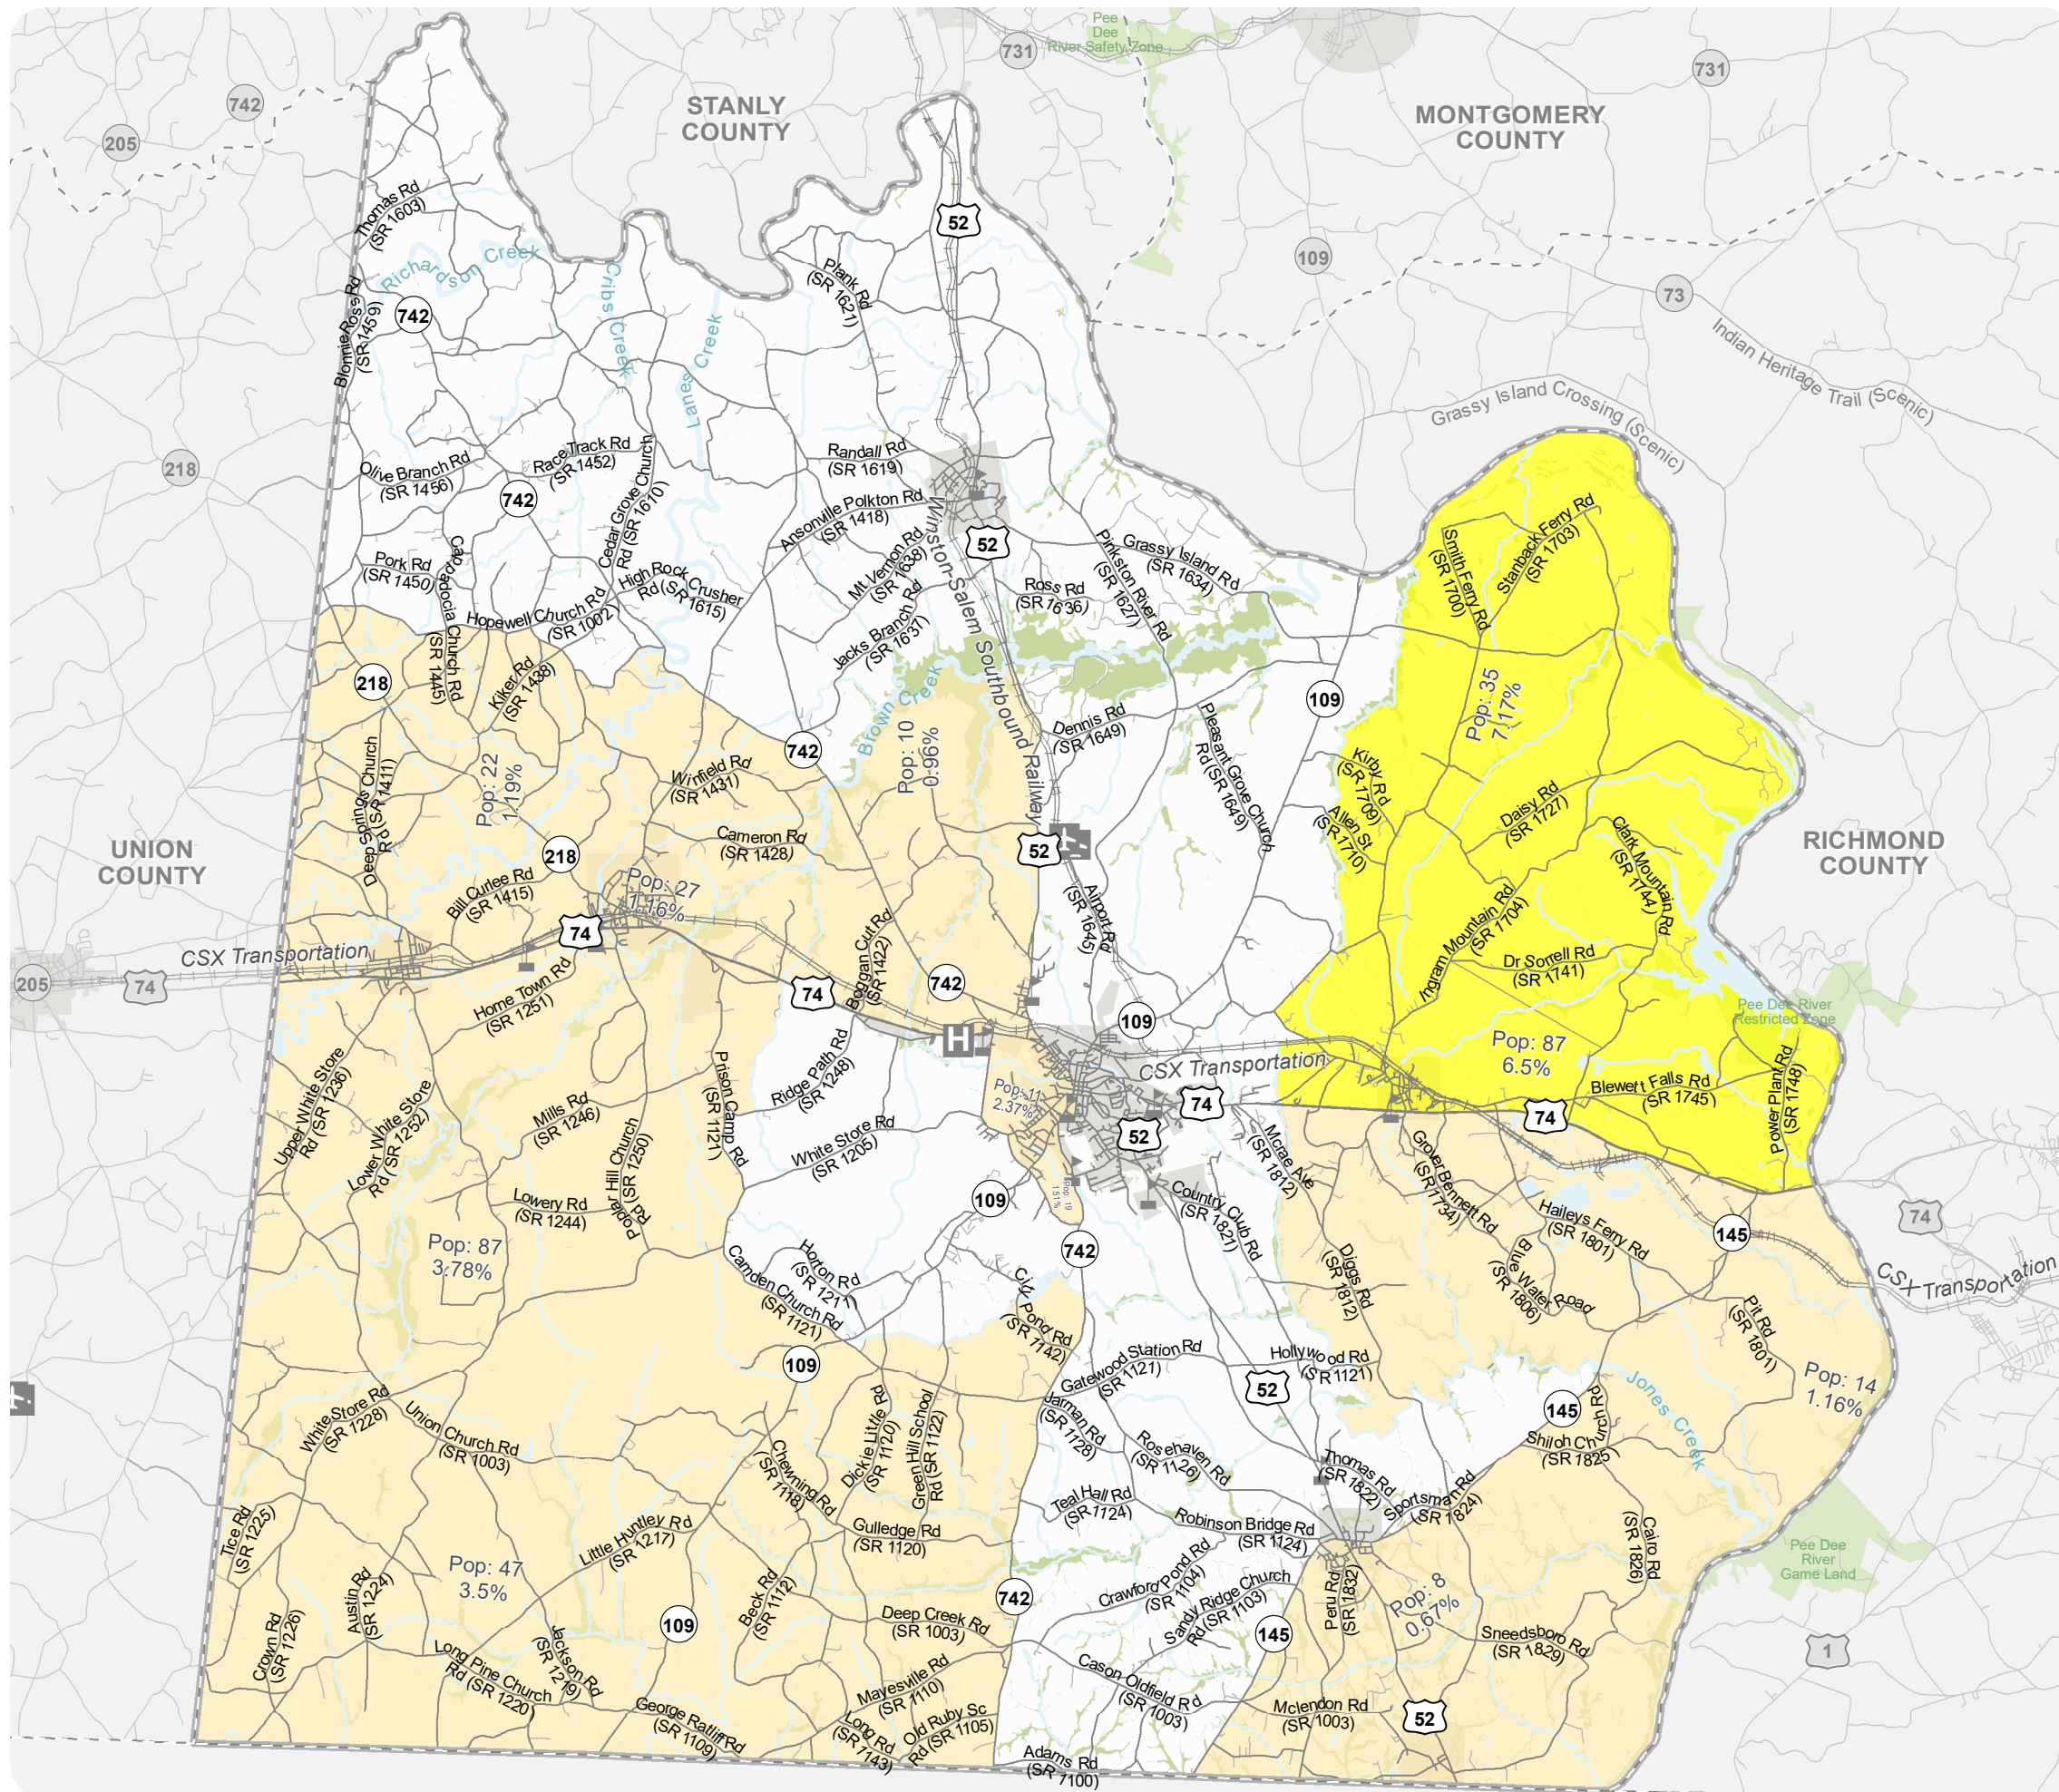 Pee
Dee
River Safety Zone
731
731
742
205
STANLY
COUNTY
MONTGOMERY
COUNTY
Thomas Rd
(SR 1603)
52
109
73
Richardson Creek
Cribs Creek
Lanes Creek
Plank Rd
(SR 1621)
Blonnie Ross Rd
(SR 1459)
742
Indian Heritage Trail (Scenic)
Grassy Island Crossing (Scenic)
218
Olive Branch Rd
(SR 1456)
Race Track Rd
(SR 1452)
742
Cedar Grove Church
Rd (SR 1610)
Randall Rd
(SR 1619)
Ansonville Polkton Rd
(SR 1418)
Winston-Salem Southbound Railway
52
Mt Vernon Rd
(SR 1638)
Pork Rd
(SR 1450)
Cappadocia Church Rd
(SR 1445)
Hopewell Church Rd
(SR 1002)
High Rock Crusher
Rd (SR 1615)
Jacks Branch Rd
(SR 1637)
Ross Rd
(SR 1636)
Pinkston River Rd
(SR 1627)
Grassy Island Rd
(SR 1634)
Smith Ferry Rd
(SR 1700)
Stanback Ferry Rd
(SR 1703)
218
Kiker Rd
(SR 1438)
Brown Creek
109
Pop: 35
7.17%
Deep Springs Church
Rd (SR 1411)
Pop: 22
1.19%
Winfield Rd
(SR 1431)
742
Pop: 10
0.96%
Dennis Rd
(SR 1649)
Pleasant Grove Church
Rd (SR 1649)
Kirby Rd
(SR 1709)
Allen St
(SR 1710)
Daisy Rd
(SR 1727)
Clark Mountain Rd
(SR 1744)
UNION
COUNTY
RICHMOND
COUNTY
218
Cameron Rd
(SR 1428)
52
Bill Curlee Rd
(SR 1415)
Pop: 27
1.16%
74
Airport Rd
(SR 1645)
Ingram Mountain Rd
(SR 1704)
Dr Sorrell Rd
(SR 1741)
CSX Transportation
205
74
Horne Town Rd
(SR 1251)
74
Boggan Cut Rd
(SR 1422)
742
109
H
Pee Dee River
Restricted Zone
Pop: 87
6.5%
Upper White Store
Rd (SR 1236)
Lower White Store
Rd (SR 1252)
Mills Rd
(SR 1246)
Poplar Hill Church
Rd (SR 1250)
Prison Camp Rd
(SR 1121)
Ridge Path Rd
(SR 1248)
CSX Transportation
Pop: 11
2.37%
74
52
74
Blewett Falls Rd
(SR 1745)
Power Plant Rd
(SR 1748)
White Store Rd
(SR 1205)
Lowery Rd
(SR 1244)
109
Pop: 19
1.51%
Mcrae Ave
(SR 1812)
Country Club Rd
(SR 1821)
Grover Bennett Rd
(SR 1734)
Haileys Ferry Rd
(SR 1801)
145
74
Pop: 87
3.78%
Camden Church Rd
(SR 1121)
Horton Rd
(SR 1211)
742
City Pond Rd
(SR 1142)
Diggs Rd
(SR 1812)
Blue Water Road
(SR 1806)
Pit Rd
(SR 1801)
CSX Transportation
109
Gatewood Station Rd
(SR 1121)
Hollywood Rd
(SR 1121)
52
Pop: 14
1.16%
Jones Creek
White Store Rd
(SR 1228)
Union Church Rd
(SR 1003)
Chewning Rd
(SR 1118)
Dickie Little Rd
(SR 1120)
Green Hill School
Rd (SR 1122)
Jarman Rd
(SR 1128)
Rosehaven Rd
(SR 1126)
145
Shiloh Church Rd
(SR 1825)
Thomas Rd
(SR 1822)
Sportsman Rd
(SR 1824)
Tice Rd
(SR 1225)
Little Huntley Rd
(SR 1217)
Gulledge Rd
(SR 1120)
Teal Hall Rd
(SR 1124)
Robinson Bridge Rd
(SR 1124)
Cairo Rd
(SR 1826)
Pee Dee
River
Game Land
Pop: 47
3.5%
Austin Rd
(SR 1224)
Crown Rd
(SR 1226)
109
Beck Rd
(SR 1112)
742
Deep Creek Rd
(SR 1003)
Crawford Pond Rd
(SR 1104)
Sandy Ridge Church
Rd (SR 1103)
145
Peru Rd
(SR 1832)
Pop: 8
0.67%
Sneedsboro Rd
(SR 1829)
1
Long Pine Church
Rd (SR 1220)
Jackson Rd
(SR 1219)
George Ratliff Rd
(SR 1109)
Mayesville Rd
(SR 1110)
Long Rd
(SR 1143)
Old Ruby Sc
Rd (SR 1105)
Cason Oldfield Rd
(SR 1003)
Mclendon Rd
(SR 1003)
52
Adams Rd
(SR 1100)